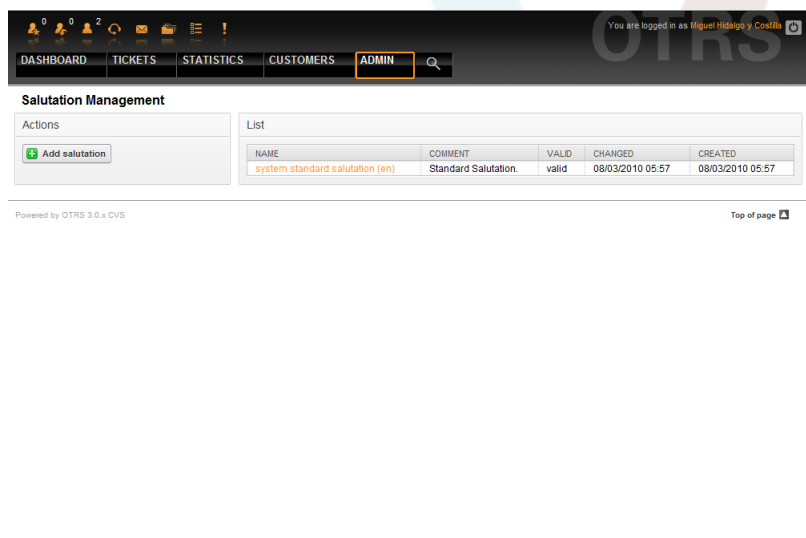 0 0 2
You are logged in as Miguel Hidalgo y Costilla
OTRS
DASHBOARD TICKETS STATISTICS CUSTOMERS ADMIN
Salutation Management
Actions
Add salutation
List
NAME COMMENT VALID CHANGED CREATED
system standard salutation (en) Standard Salutation. valid 08/03/2010 05:57 08/03/2010 05:57
Powered by OTRS 3.0.x CVS
Top of page